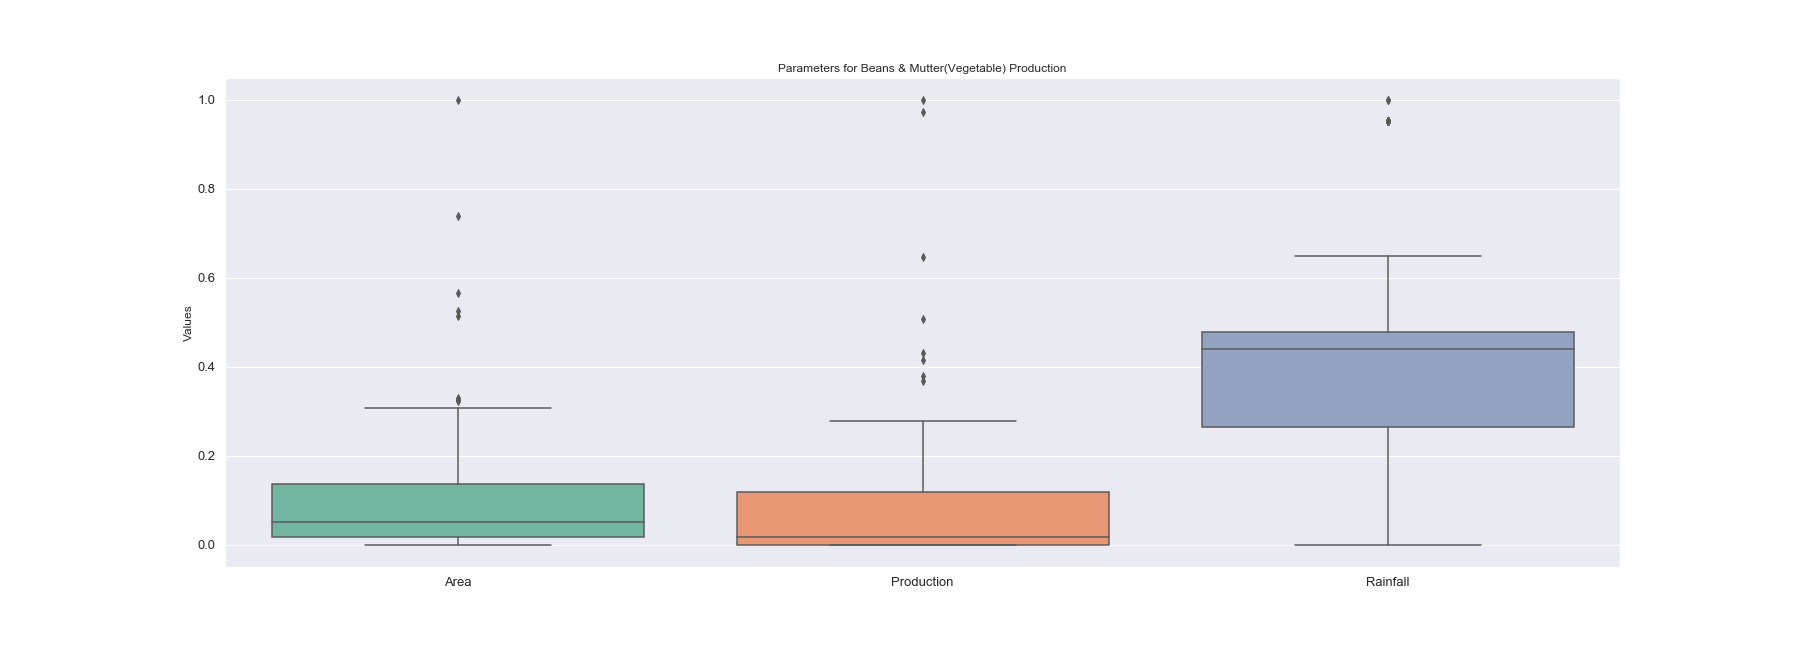 Parameters for Beans & Mutter(Vegetable) Production
1.0
0.8
0.6
0.4
0.2
0.0
Values
Area Production Rainfall